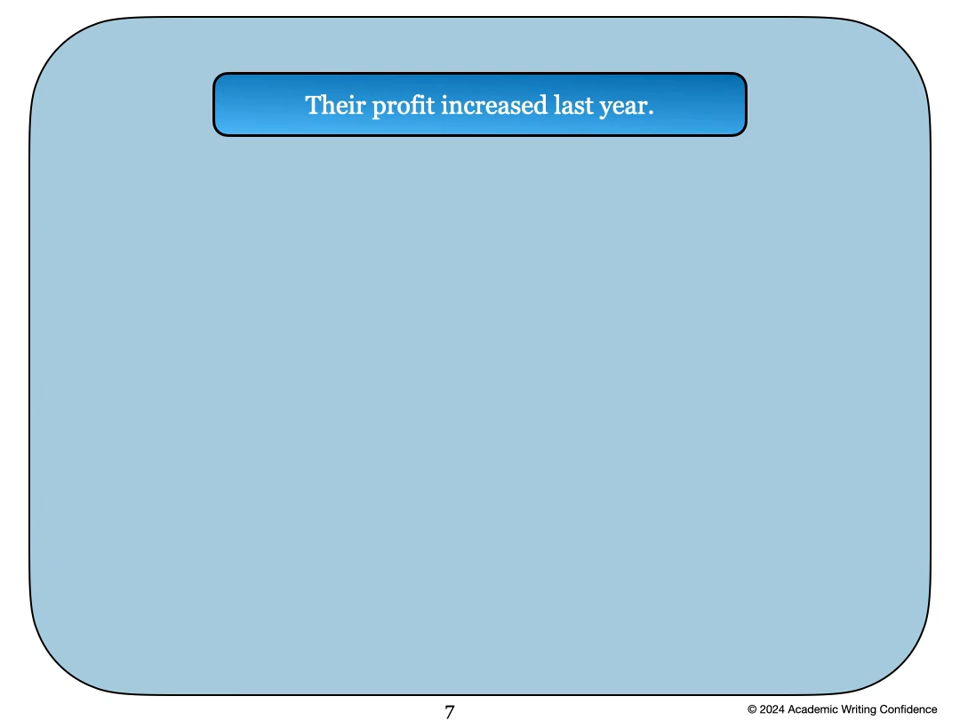 Their profit increased last year.
7
© 2024 Academic Writing Confidence